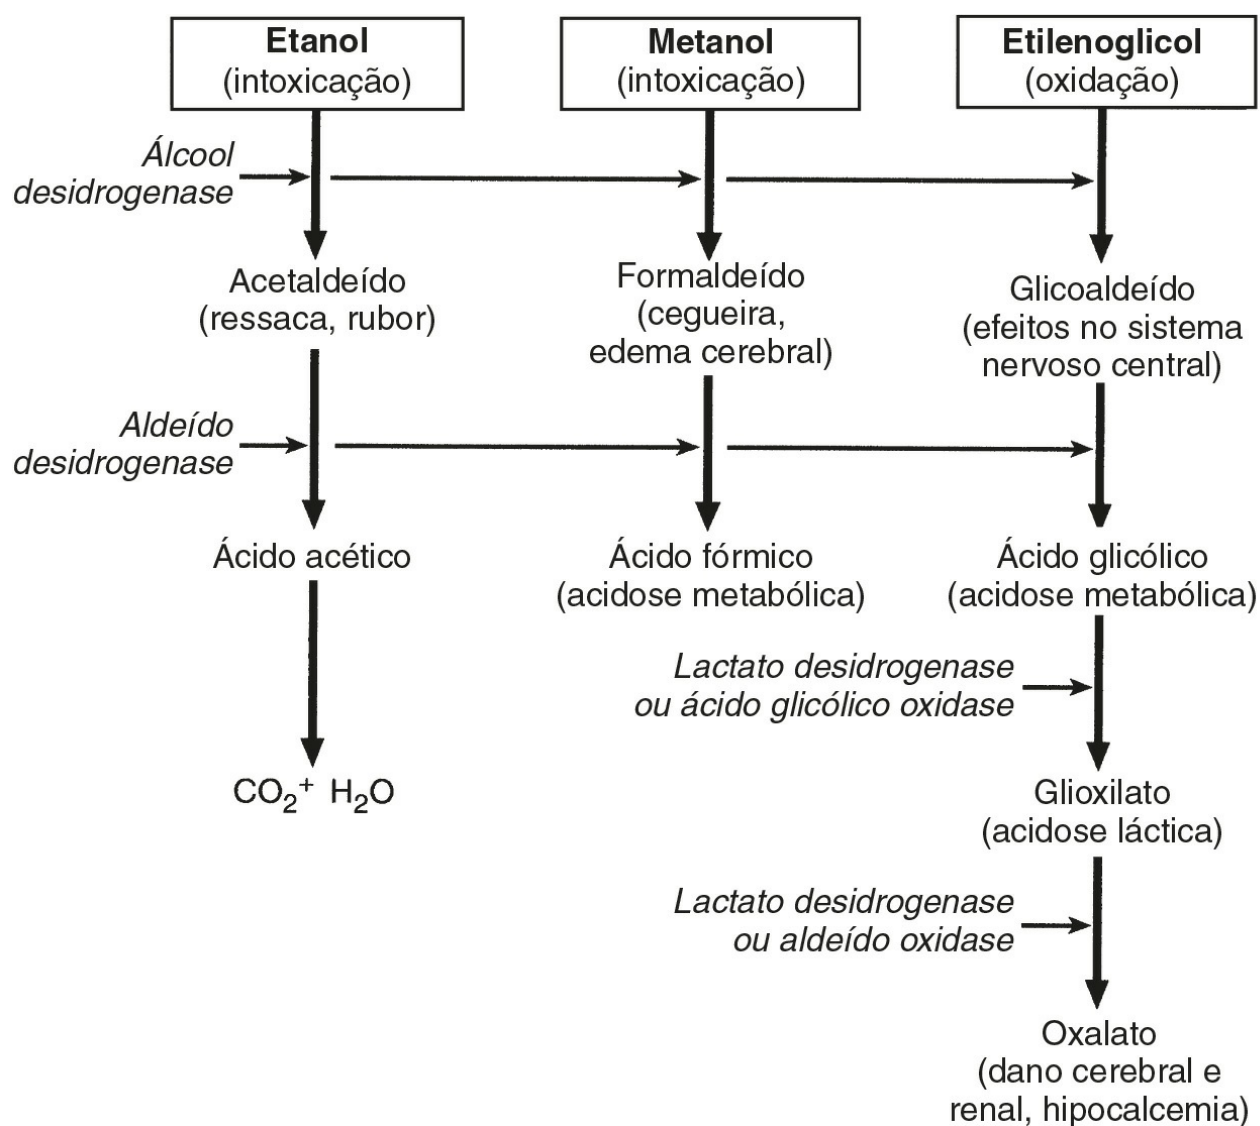 Etanol
(intoxicação)
Metanol
(intoxicação)
Etilenoglicol
(oxidação)
Álcool
desidrogenase
Acetaldeído
(ressaca, rubor)
Formaldeído
(cegueira,
edema cerebral)
Glicoaldeído
(efeitos no sistema
nervoso central)
Aldeído
desidrogenase
Ácido acético
Ácido fórmico
(acidose metabólica)
Ácido glicólico
(acidose metabólica)
Lactato desidrogenase
ou ácido glicólico oxidase
CO₂⁺ H₂O
Glioxilato
(acidose láctica)
Lactato desidrogenase
ou aldeído oxidase
Oxalato
(dano cerebral e
renal, hipocalcemia)